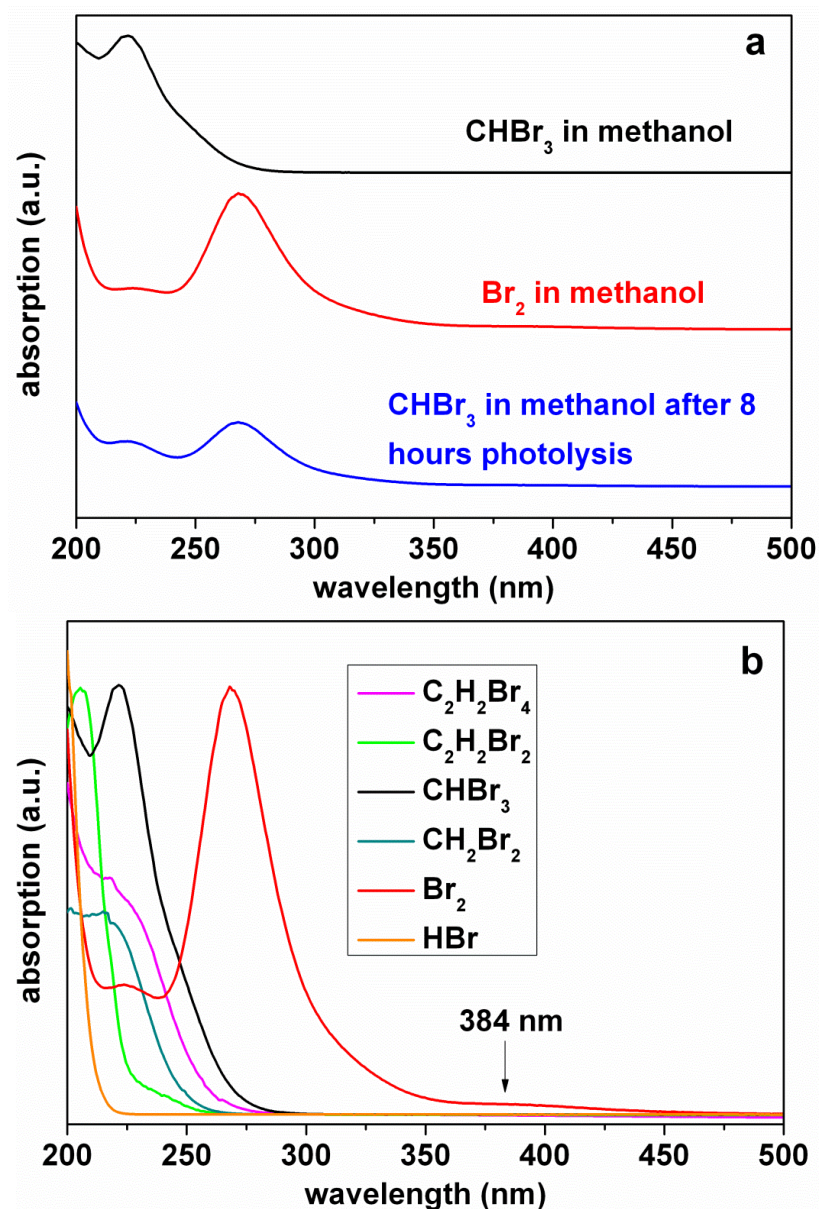 a
CHBr₃ in methanol
Br₂ in methanol
CHBr₃ in methanol after 8
hours photolysis
absorption (a.u.)
200 250 300 350 400 450 500
wavelength (nm)
b
C₂H₂Br₄
C₂H₂Br₂
CHBr₃
CH₂Br₂
Br₂
HBr
384 nm
absorption (a.u.)
200 250 300 350 400 450 500
wavelength (nm)